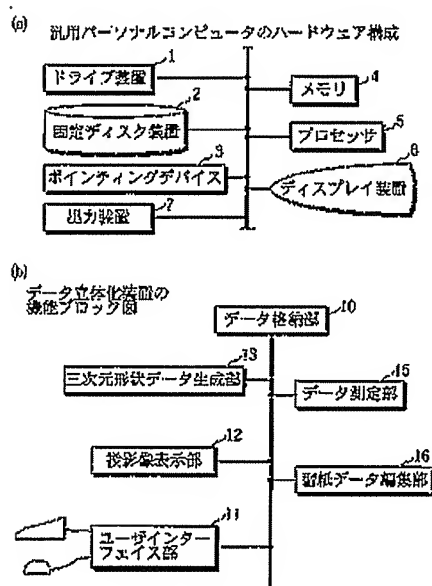 (a) 汎用パーソナルコンピュータのハードウェア構成
1
ドライブ装置
2
固定ディスク装置
3
ポインティングデバイス
7
出力装置
4
メモリ
5
プロセッサ
6
ディスプレイ装置
(b)
データ立体化装置の
機能ブロック図
10
データ格納部
13
三次元形状データ生成部
15
データ測定部
12
投影像表示部
16
型紙データ編集部
11
ユーザインター
フェイス部